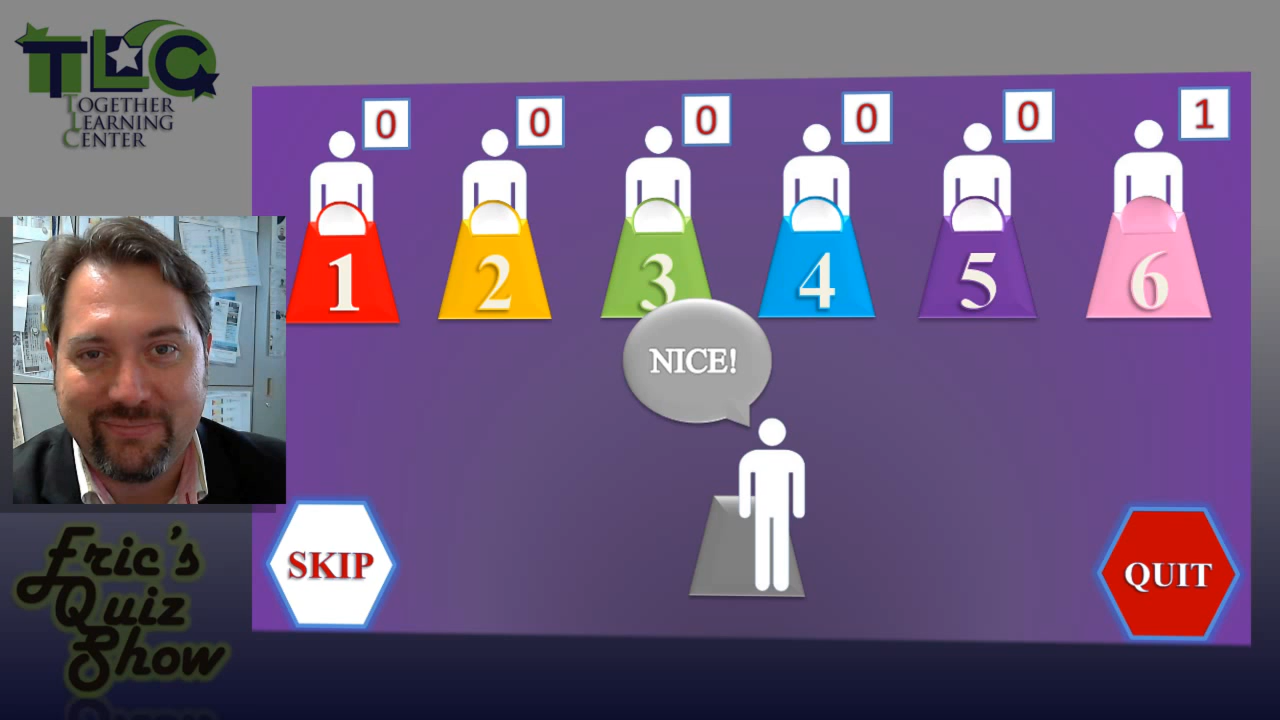 TLC
TOGETHER
LEARNING
CENTER
0
0
0
0
0
1
1
2
3
4
5
6
NICE!
SKIP
QUIT
Eric's
Quiz
Show